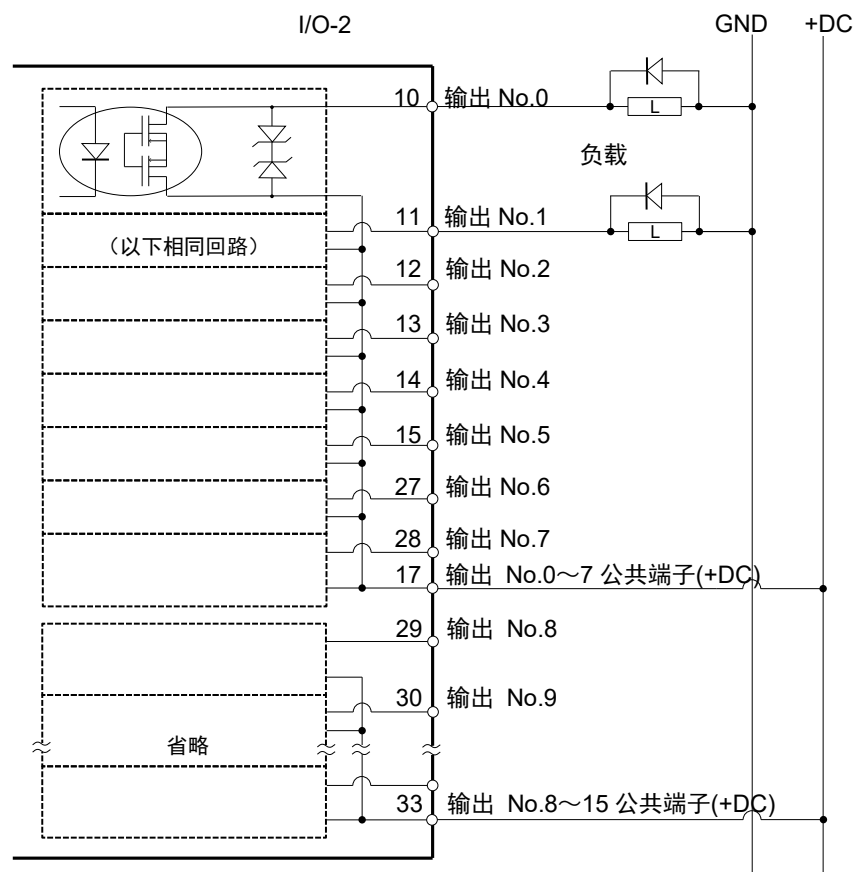 I/O-2
GND +DC
10 输出 No.0
L
负载
11 输出 No.1
L
（以下相同回路）
12 输出 No.2
13 输出 No.3
14 输出 No.4
15 输出 No.5
27 输出 No.6
28 输出 No.7
17 输出 No.0～7 公共端子(+DC)
29 输出 No.8
30 输出 No.9
省略
33 输出 No.8～15 公共端子(+DC)